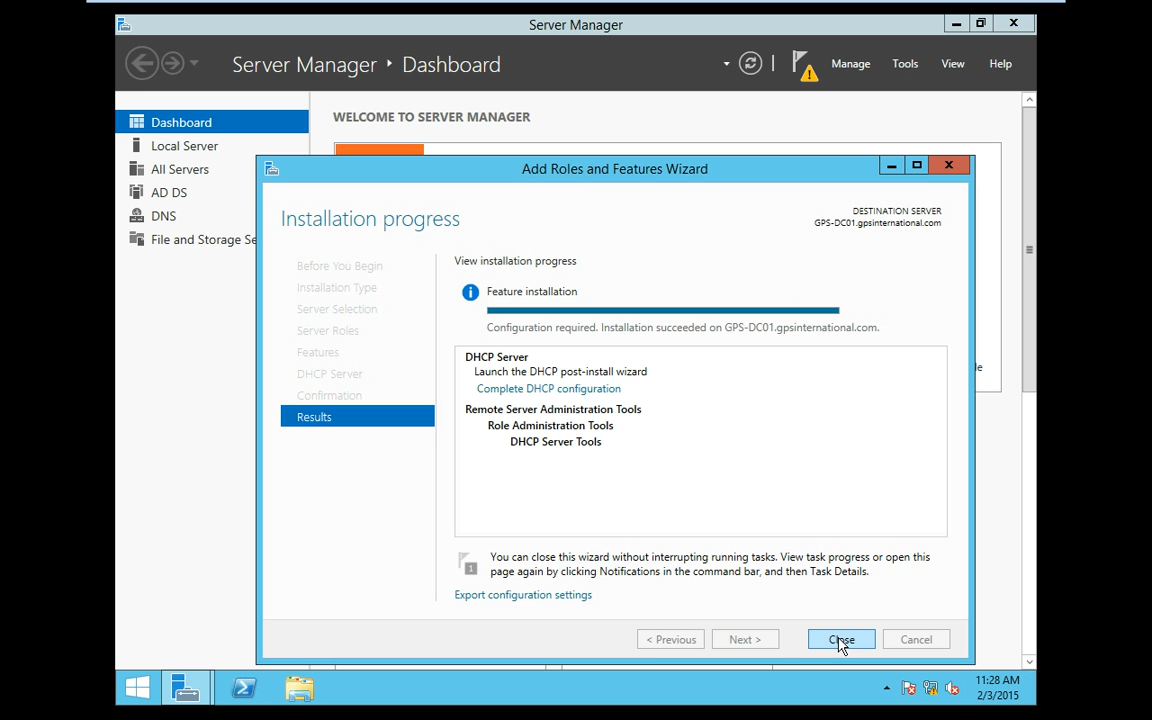 Server Manager
Server Manager ‣ Dashboard
Manage Tools View Help
Dashboard
Local Server
All Servers
AD DS
DNS
File and Storage Se
WELCOME TO SERVER MANAGER
Add Roles and Features Wizard
Installation progress
DESTINATION SERVER
GPS-DC01.gpsinternational.com
Before You Begin
Installation Type
Server Selection
Server Roles
Features
DHCP Server
Confirmation
Results
View installation progress
Feature installation
Configuration required. Installation succeeded on GPS-DC01.gpsinternational.com.
DHCP Server
Launch the DHCP post-install wizard
Complete DHCP configuration
Remote Server Administration Tools
Role Administration Tools
DHCP Server Tools
1
You can close this wizard without interrupting running tasks. View task progress or open this
page again by clicking Notifications in the command bar, and then Task Details.
Export configuration settings
< Previous
Next >
Close
Cancel
11:28 AM
2/3/2015